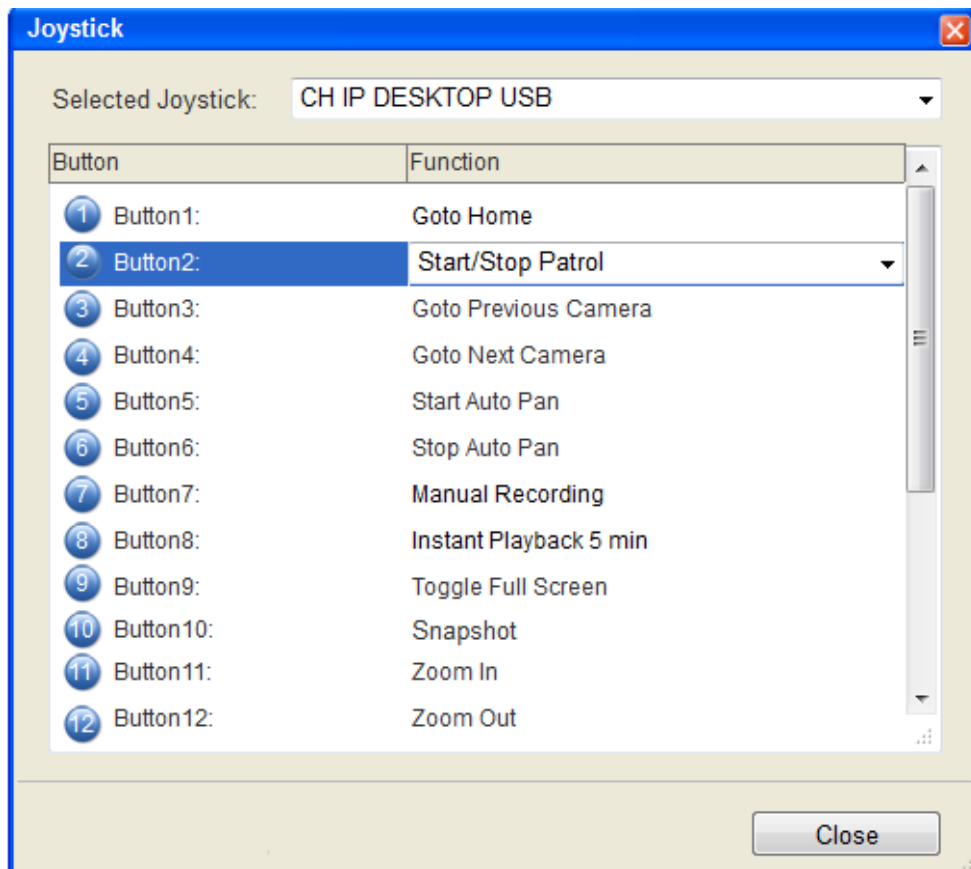 Joystick
Selected Joystick: CH IP DESKTOP USB
Button Function
1 Button1: Goto Home
2 Button2: Start/Stop Patrol
3 Button3: Goto Previous Camera
4 Button4: Goto Next Camera
5 Button5: Start Auto Pan
6 Button6: Stop Auto Pan
7 Button7: Manual Recording
8 Button8: Instant Playback 5 min
9 Button9: Toggle Full Screen
10 Button10: Snapshot
11 Button11: Zoom In
12 Button12: Zoom Out
Close